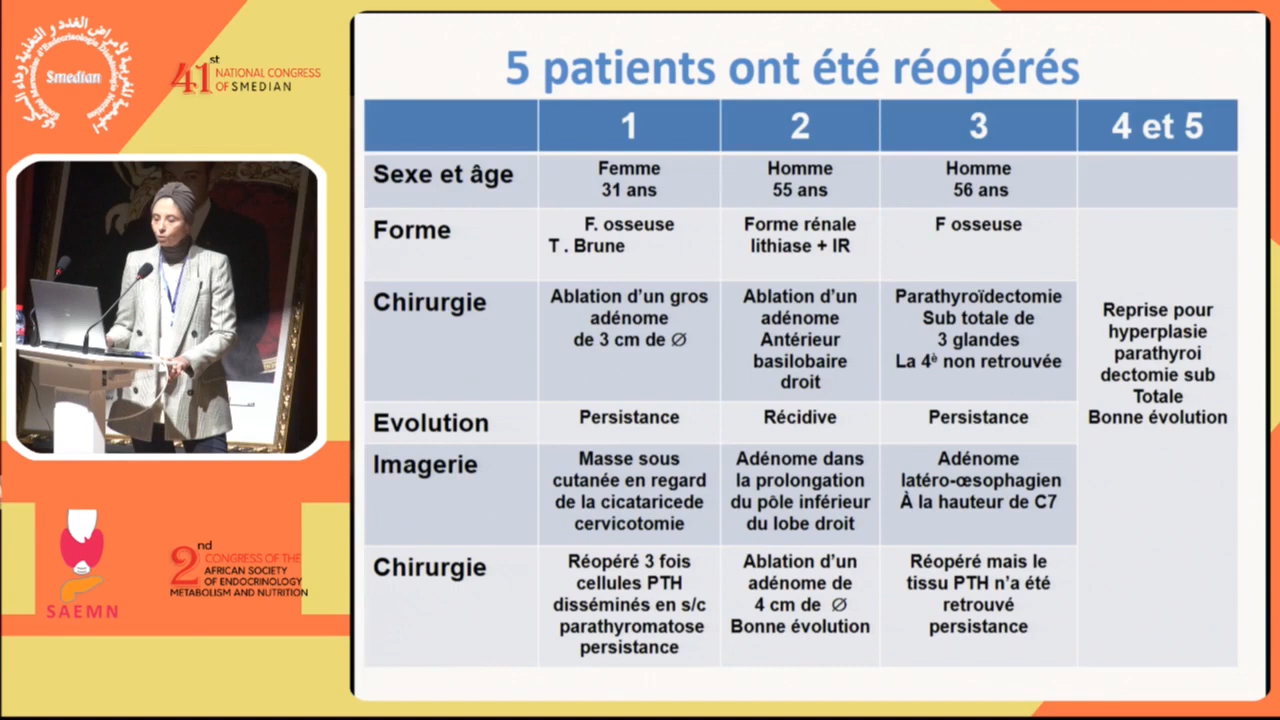 Smedian
41st NATIONAL CONGRESS
OF SMEDIAN
SAEMN
2nd CONGRESS OF THE
AFRICAN SOCIETY
OF ENDOCRINOLOGY
METABOLISM AND NUTRITION
5 patients ont été réopérés
1
2
3
4 et 5
Sexe et âge
Femme
31 ans
Homme
55 ans
Homme
56 ans
Forme
F. osseuse
T . Brune
Forme rénale
lithiase + IR
F osseuse
Chirurgie
Ablation d’un gros
adénome
de 3 cm de Ø
Ablation d’un
adénome
Antérieur
basilobaire
droit
Parathyroïdectomie
Sub totale de
3 glandes
La 4è non retrouvée
Reprise pour
hyperplasie
parathyroi
dectomie sub
Totale
Bonne évolution
Evolution
Persistance
Récidive
Persistance
Imagerie
Masse sous
cutanée en regard
de la cicataricede
cervicotomie
Adénome dans
la prolongation
du pôle inférieur
du lobe droit
Adénome
latéro-œsophagien
À la hauteur de C7
Chirurgie
Réopéré 3 fois
cellules PTH
disséminés en s/c
parathyromatose
persistance
Ablation d’un
adénome de
4 cm de Ø
Bonne évolution
Réopéré mais le
tissu PTH n’a été
retrouvé
persistance